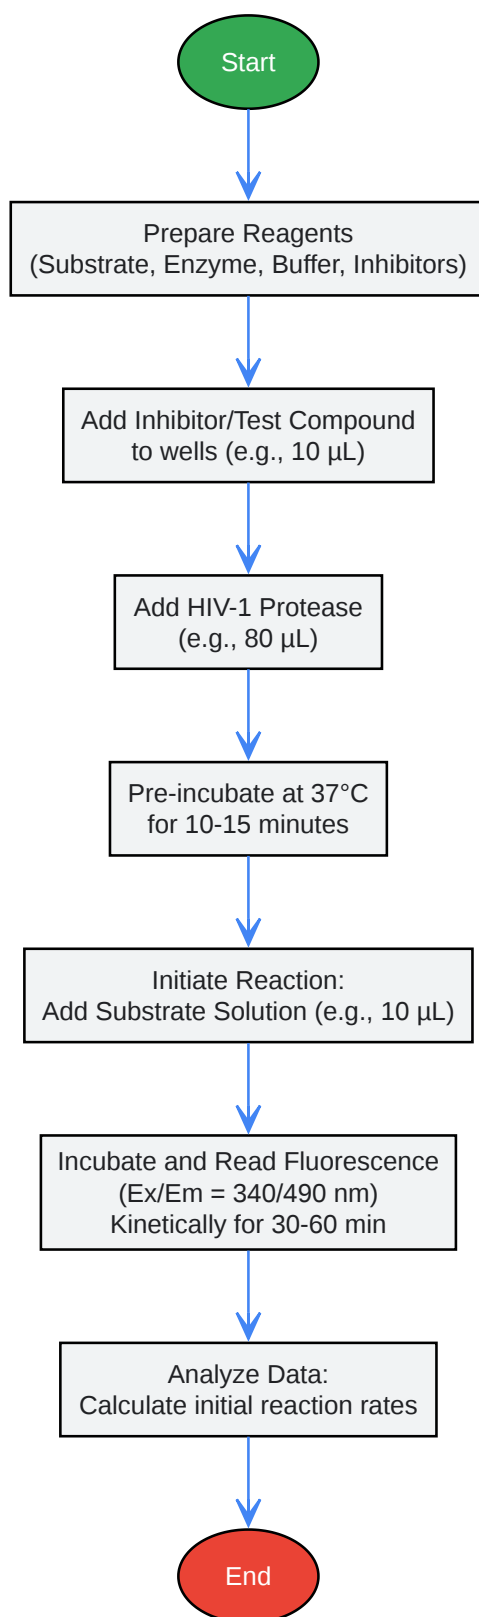 Start
Prepare Reagents
(Substrate, Enzyme, Buffer, Inhibitors)
Add Inhibitor/Test Compound
to wells (e.g., 10 µL)
Add HIV-1 Protease
(e.g., 80 µL)
Pre-incubate at 37°C
for 10-15 minutes
Initiate Reaction:
Add Substrate Solution (e.g., 10 µL)
Incubate and Read Fluorescence
(Ex/Em = 340/490 nm)
Kinetically for 30-60 min
Analyze Data:
Calculate initial reaction rates
End